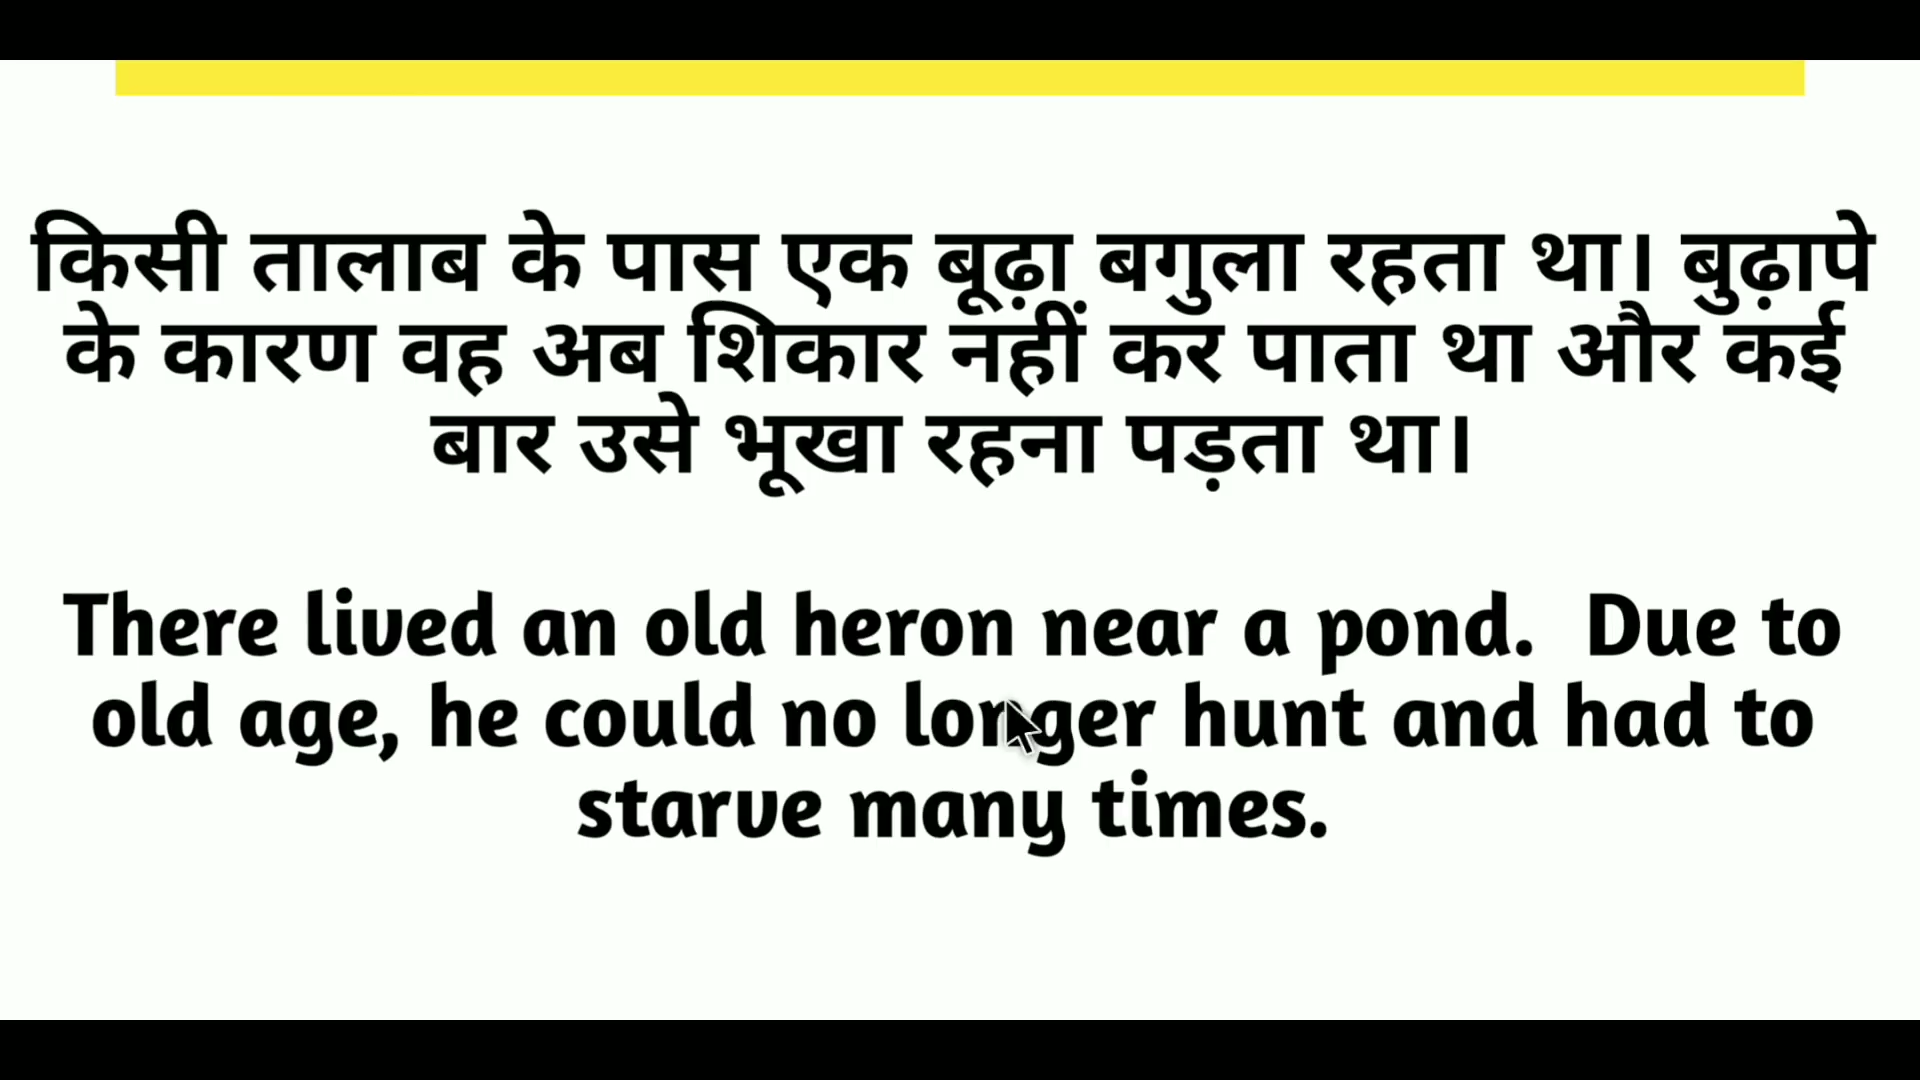 किसी तालाब के पास एक बूढ़ा बगुला रहता था। बुढ़ापे
के कारण वह अब शिकार नहीं कर पाता था और कई
बार उसे भूखा रहना पड़ता था।
There lived an old heron near a pond.  Due to
old age, he could no longer hunt and had to
starve many times.